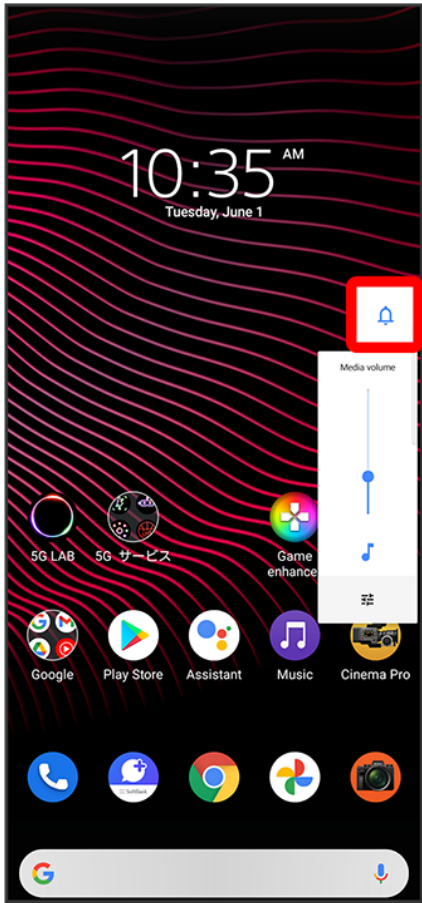 10:35 AM
Tuesday, June 1
Media volume
5G LAB
5G サービス
Game
enhance
Google
Play Store
Assistant
Music
Cinema Pro
SoftBank